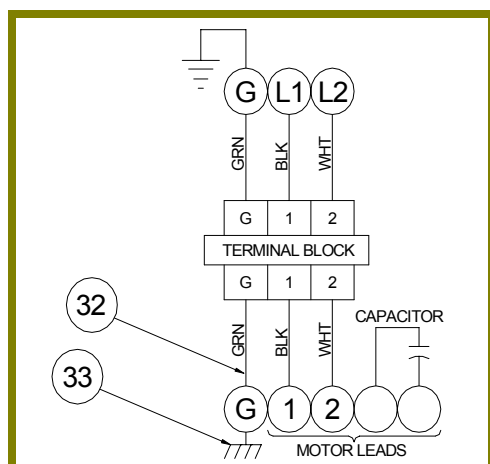 G L1 L2
GRN BLK WHT
G 1 2
TERMINAL BLOCK
G 1 2
32
GRN BLK WHT
CAPACITOR
33
G 1 2
MOTOR LEADS